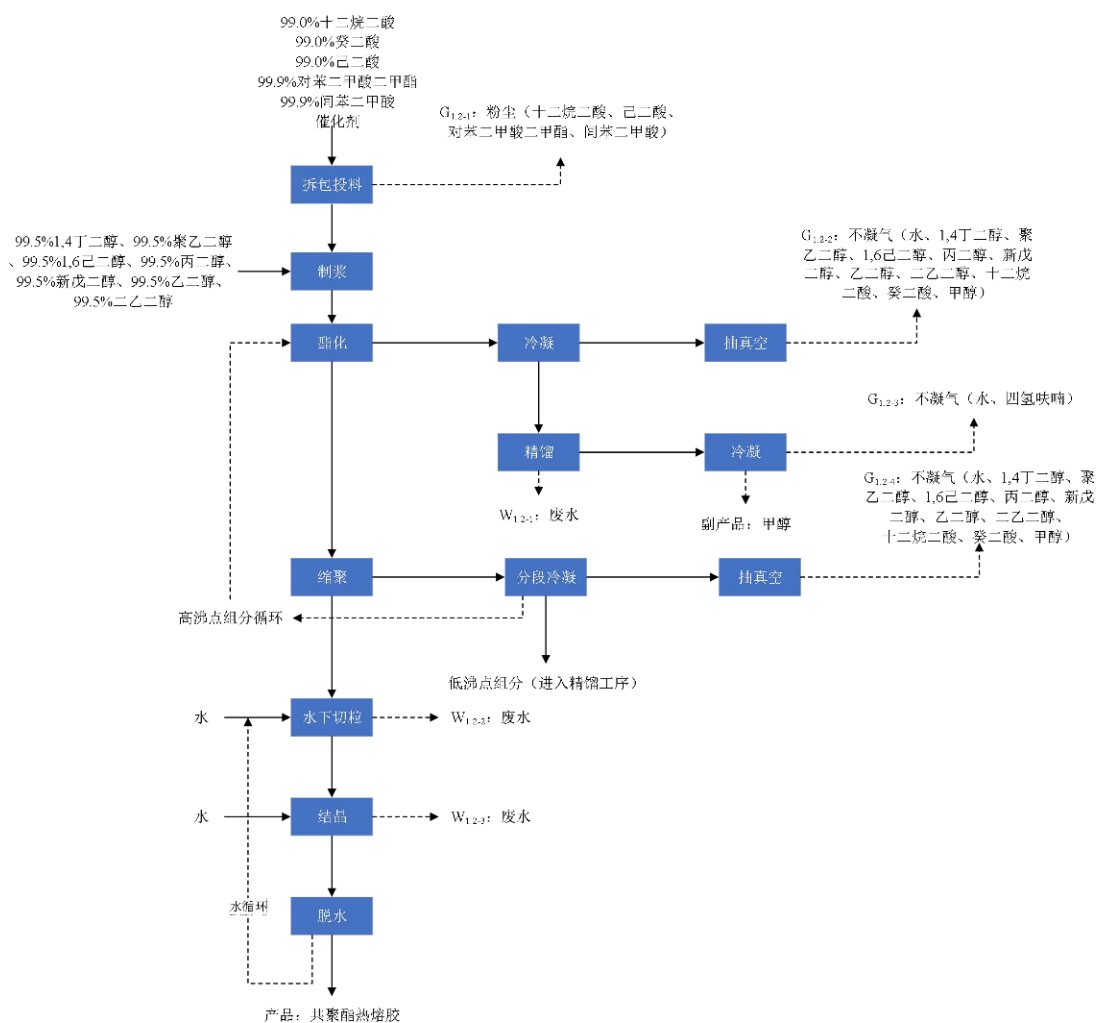 99.0%十二烷二酸
99.0%癸二酸
99.0%己二酸
99.9%对苯二甲酸二甲酯
99.9%间苯二甲酸
催化剂
G1.2-1：粉尘（十二烷二酸、己二酸、
对苯二甲酸二甲酯、间苯二甲酸）
拆包投料
99.5%1,4丁二醇、99.5%聚乙二醇
、99.5%1,6己二醇、99.5%丙二醇、
99.5%新戊二醇、99.5%乙二醇、
99.5%二乙二醇
制浆
G1.2-2：不凝气（水、1,4丁二醇、聚
乙二醇、1,6己二醇、丙二醇、新戊
二醇、乙二醇、二乙二醇、十二烷
二酸、癸二酸、甲醇）
酯化
冷凝
抽真空
G1.2-3：不凝气（水、四氢呋喃）
精馏
冷凝
G1.2-4：不凝气（水、1,4丁二醇、聚
乙二醇、1,6己二醇、丙二醇、新戊
二醇、乙二醇、二乙二醇、
十二烷二酸、癸二酸、甲醇）
W1.2-1：废水
副产品：甲醇
缩聚
分段冷凝
抽真空
高沸点组分循环
低沸点组分（进入精馏工序）
水
水下切粒
W1.2-2：废水
水
结晶
W1.2-3：废水
水循环
脱水
产品：共聚酯热熔胶